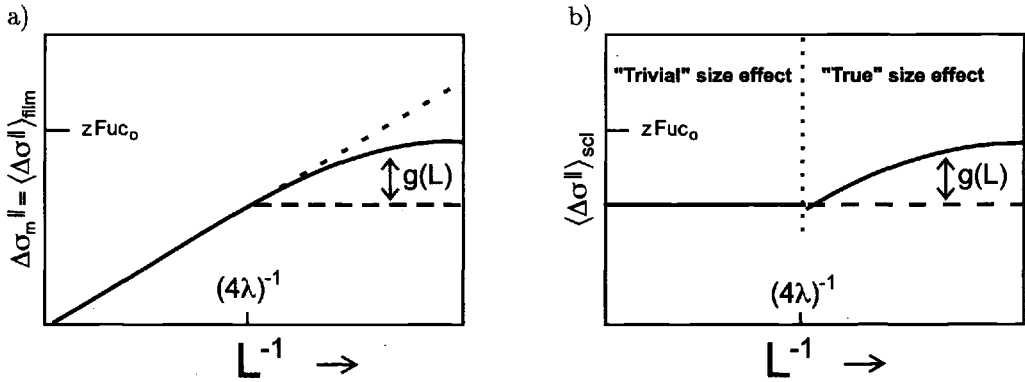 a)
zFuc₀
Δσₘ∥ = ⟨Δσ∥⟩film
g(L)
(4λ)⁻¹
L⁻¹ →
b)
"Trivial" size effect
"True" size effect
zFuc₀
⟨Δσ∥⟩scl
g(L)
(4λ)⁻¹
L⁻¹ →